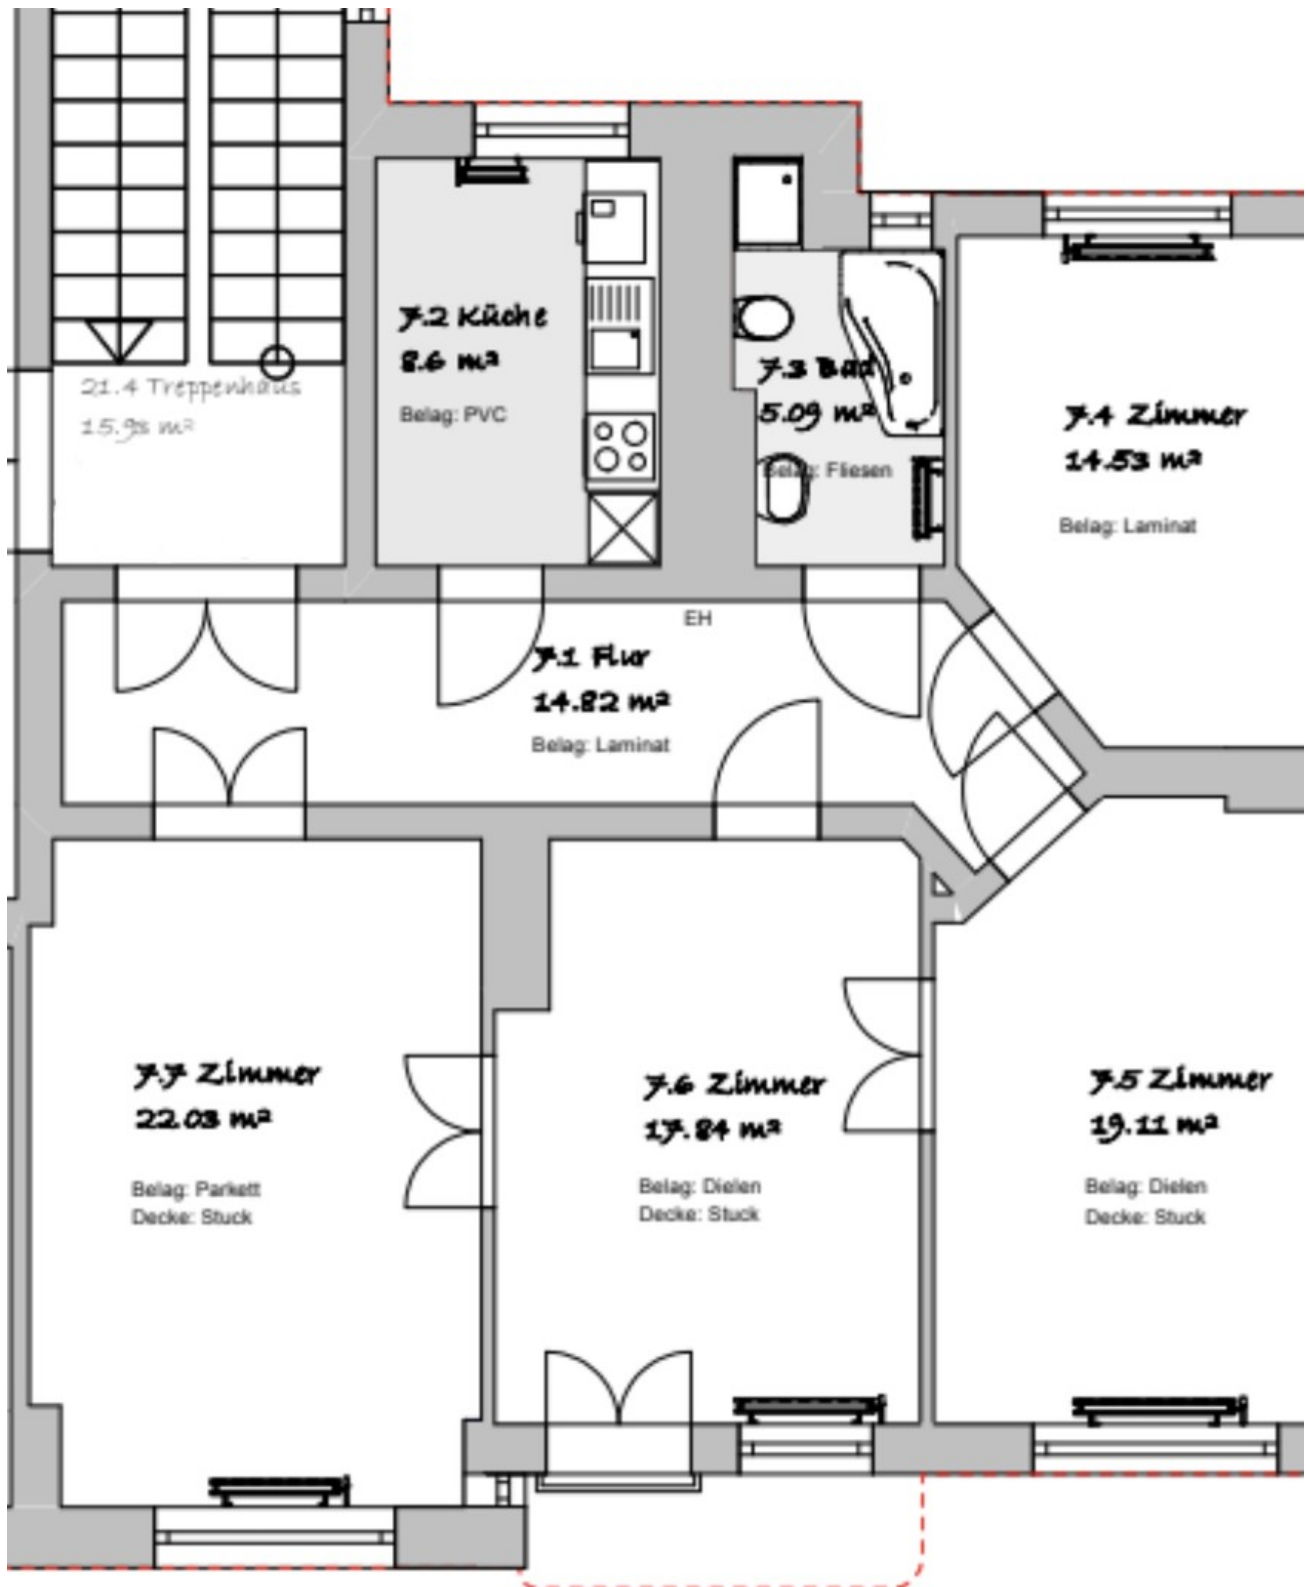 7.2 Küche
8.6 m²
Belag: PVC
21.4 Treppenhaus
15.93 m²
7.3 Bad
5.09 m²
Belag: Fliesen
7.4 Zimmer
14.53 m²
Belag: Laminat
EH
7.1 Flur
14.82 m²
Belag: Laminat
7.7 Zimmer
22.03 m²
Belag: Parkett
Decke: Stuck
7.6 Zimmer
17.84 m²
Belag: Dielen
Decke: Stuck
7.5 Zimmer
19.11 m²
Belag: Dielen
Decke: Stuck